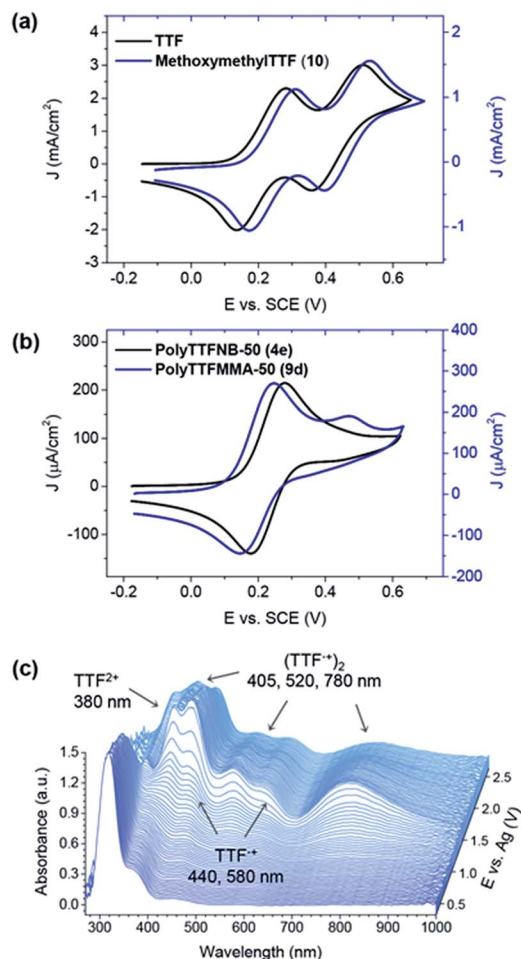 (a)
TTF
MethoxymethylTTF (10)
4
3
2
1
0
-1
-2
-3
J (mA/cm²)
2
1
0
-1
J (mA/cm²)
-0.2 0.0 0.2 0.4 0.6
E vs. SCE (V)
(b)
PolyTTFNB-50 (4e)
PolyTTFMMA-50 (9d)
300
200
100
0
-100
J (μA/cm²)
400
300
200
100
0
-100
-200
J (μA/cm²)
-0.2 0.0 0.2 0.4 0.6
E vs. SCE (V)
(c)
TTF²⁺
380 nm
(TTF·⁺)₂
405, 520, 780 nm
TTF·⁺
440, 580 nm
1.5
1.2
0.9
0.6
0.3
0.0
Absorbance (a.u.)
2.5
2.0
1.5
1.0
0.5
E vs. Ag (V)
300 400 500 600 700 800 900 1000
Wavelength (nm)